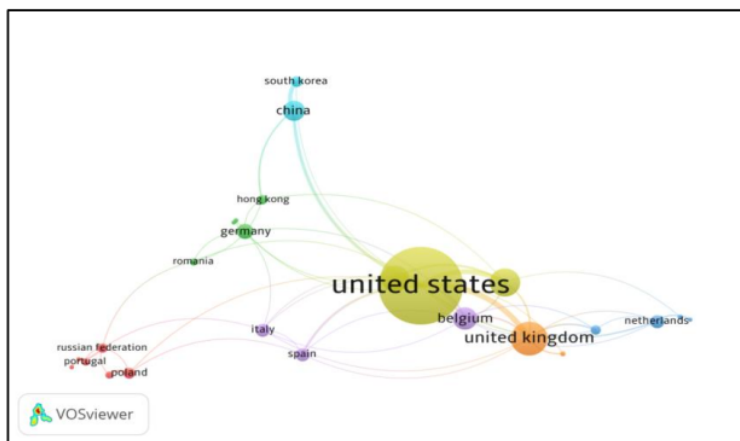 south korea
china
hong kong
germany
romania
united states
belgium
netherlands
italy
united kingdom
russian federation
spain
portugal
poland
VOSviewer